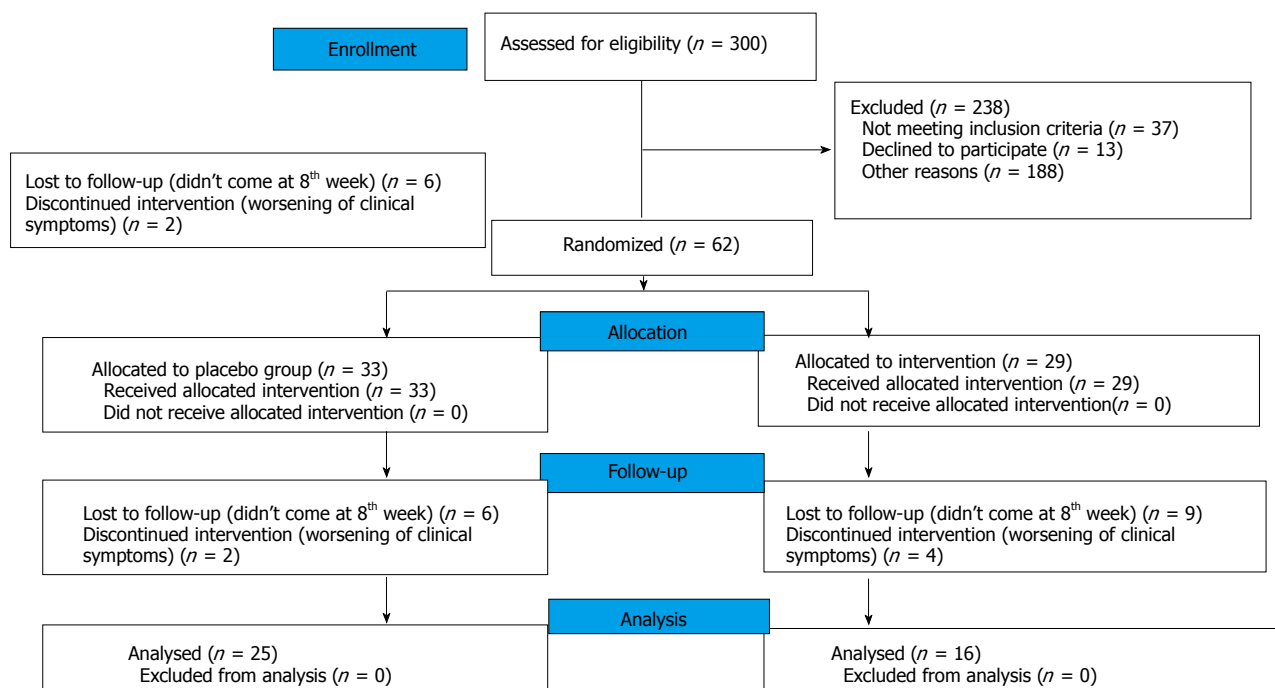 Enrollment
Assessed for eligibility (n = 300)
Excluded (n = 238)
Not meeting inclusion criteria (n = 37)
Declined to participate (n = 13)
Other reasons (n = 188)
Lost to follow-up (didn't come at 8th week) (n = 6)
Discontinued intervention (worsening of clinical
symptoms) (n = 2)
Randomized (n = 62)
Allocation
Allocated to placebo group (n = 33)
Received allocated intervention (n = 33)
Did not receive allocated intervention (n = 0)
Allocated to intervention (n = 29)
Received allocated intervention (n = 29)
Did not receive allocated intervention(n = 0)
Follow-up
Lost to follow-up (didn't come at 8th week) (n = 6)
Discontinued intervention (worsening of clinical
symptoms) (n = 2)
Lost to follow-up (didn't come at 8th week) (n = 9)
Discontinued intervention (worsening of clinical
symptoms) (n = 4)
Analysis
Analysed (n = 25)
Excluded from analysis (n = 0)
Analysed (n = 16)
Excluded from analysis (n = 0)